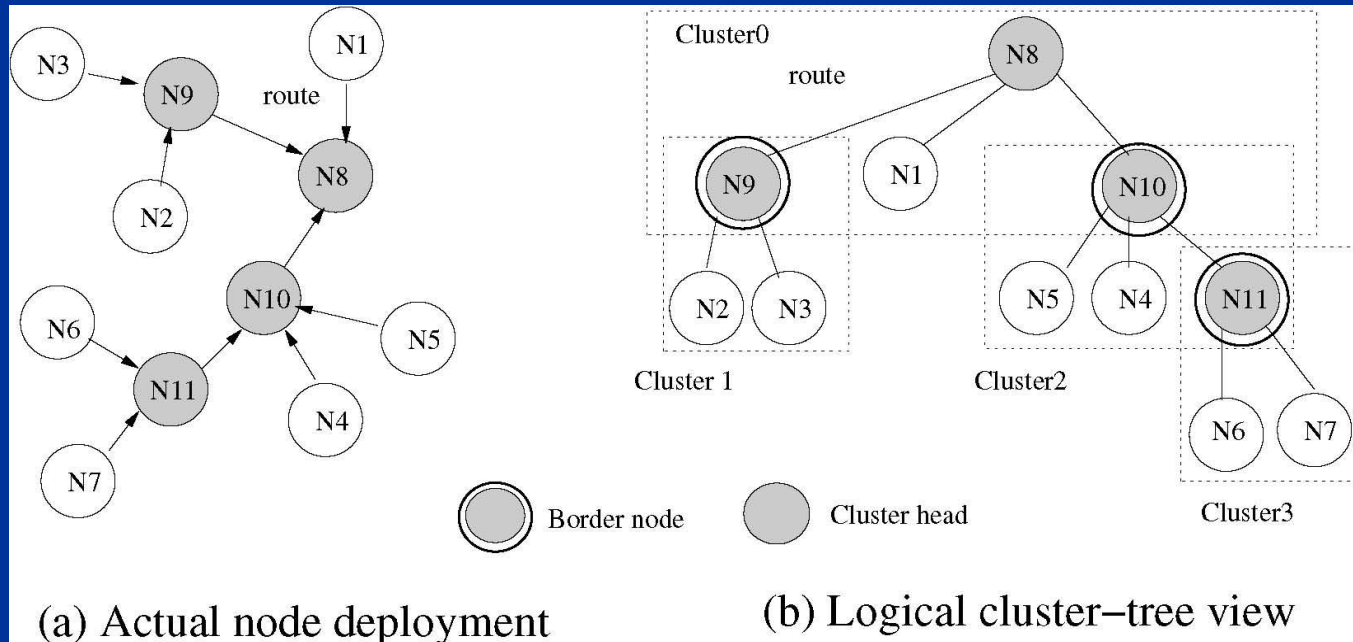 N3
N1
N9
route
N8
N2
N10
N6
N5
N11
N4
N7
Cluster0
N8
route
N9
N1
N10
N2
N3
N5
N4
N11
Cluster 1
Cluster2
N6
N7
Cluster3
Border node
Cluster head
(a) Actual node deployment
(b) Logical cluster-tree view